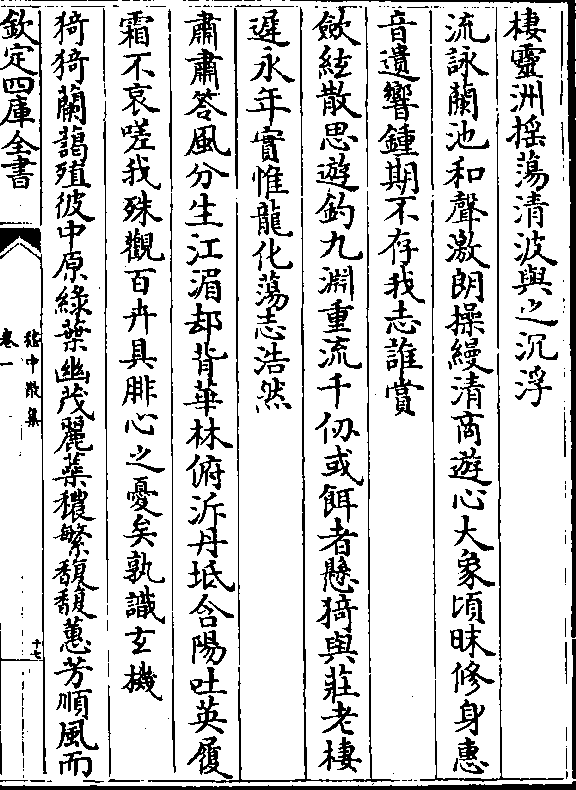 棲靈洲揺蕩清波與之沉浮
流詠蘭池和聲激朗操縵清商遊心大象頃昧修身惠
音遺響鍾期不存我志誰賞
斂絃散思遊釣九淵重流千仞或餌者懸猗與莊老棲
遲永年實惟龍化蕩志浩然
肅肅答風分生江湄却背華林俯泝丹坻含陽吐英履
霜不哀嗟我殊觀百卉具腓心之憂矣孰識玄機
猗猗蘭藹殖彼中原綠葉幽茂麗蘂穠繁馥馥蕙芳順風而
欽定四庫全書
嵇中散集
卷一
十七